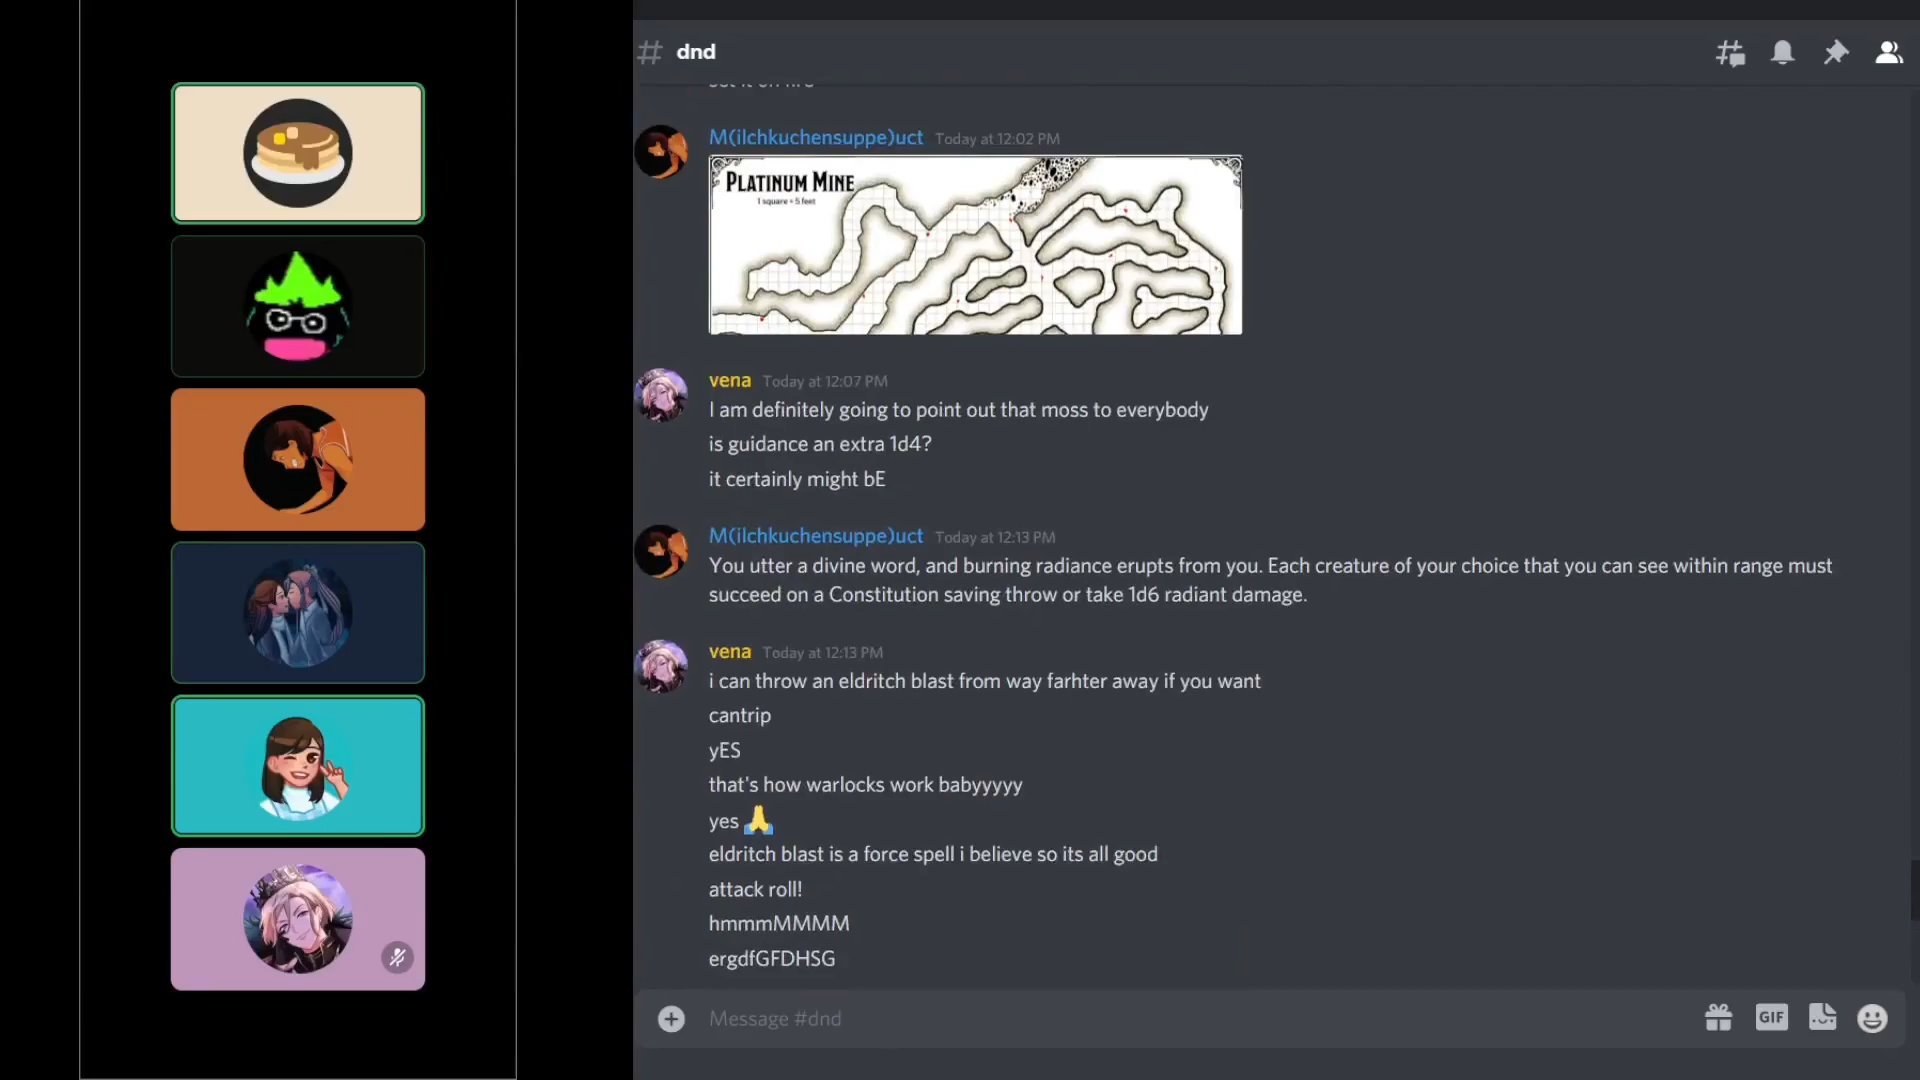 dnd
M(ilchkuchensuppe)uct Today at 12:02 PM
PLATINUM MINE
1 square = 5 feet
vena Today at 12:07 PM
I am definitely going to point out that moss to everybody
is guidance an extra 1d4?
it certainly might bE
M(ilchkuchensuppe)uct Today at 12:13 PM
You utter a divine word, and burning radiance erupts from you. Each creature of your choice that you can see within range must
succeed on a Constitution saving throw or take 1d6 radiant damage.
vena Today at 12:13 PM
i can throw an eldritch blast from way farhter away if you want
cantrip
yES
that's how warlocks work babyyyyy
yes 🙏
eldritch blast is a force spell i believe so its all good
attack roll!
hmmmMMMM
ergdfGFDHSG
Message #dnd
GIF